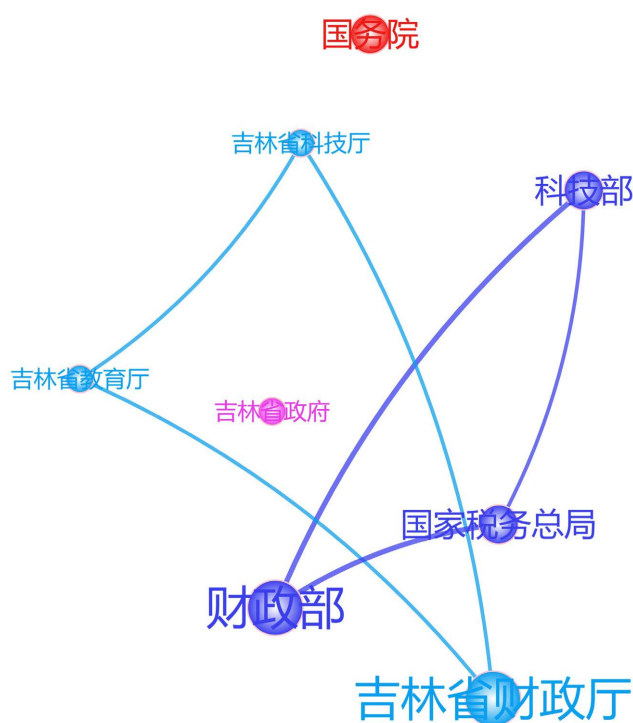 国务院
吉林省科技厅
科技部
吉林省教育厅
吉林省政府
国家税务总局
财政部
吉林省财政厅